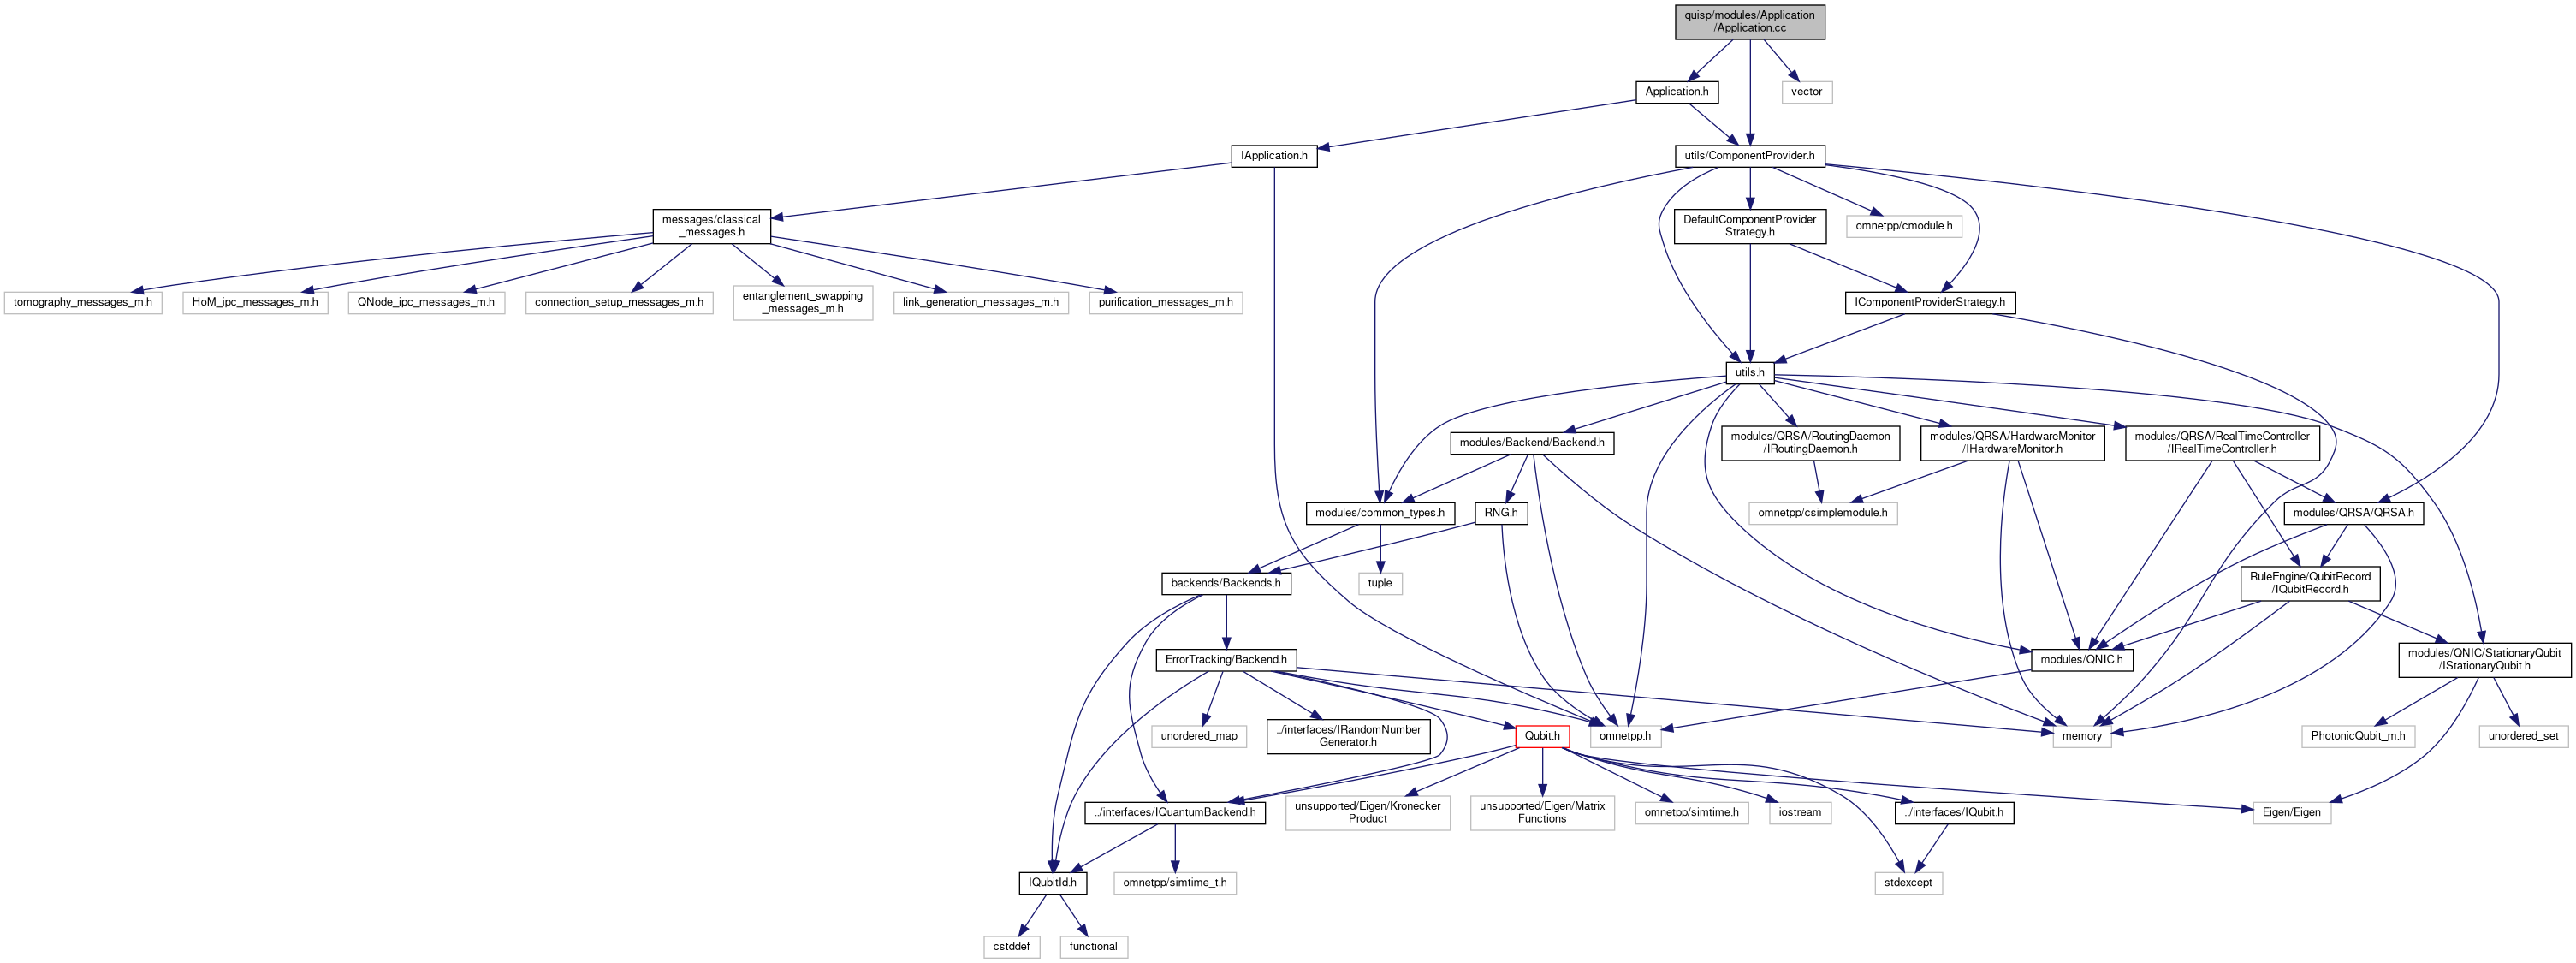 quisp/modules/Application
/Application.cc
Application.h
vector
IApplication.h
utils/ComponentProvider.h
messages/classical
_messages.h
DefaultComponentProvider
Strategy.h
omnetpp/cmodule.h
tomography_messages_m.h
HoM_ipc_messages_m.h
QNode_ipc_messages_m.h
connection_setup_messages_m.h
entanglement_swapping
_messages_m.h
link_generation_messages_m.h
purification_messages_m.h
IComponentProviderStrategy.h
utils.h
modules/Backend/Backend.h
modules/QRSA/RoutingDaemon
/IRoutingDaemon.h
modules/QRSA/HardwareMonitor
/IHardwareMonitor.h
modules/QRSA/RealTimeController
/IRealTimeController.h
modules/common_types.h
RNG.h
omnetpp/csimplemodule.h
modules/QRSA/QRSA.h
backends/Backends.h
tuple
RuleEngine/QubitRecord
/IQubitRecord.h
ErrorTracking/Backend.h
modules/QNIC.h
modules/QNIC/StationaryQubit
/IStationaryQubit.h
unordered_map
../interfaces/IRandomNumber
Generator.h
Qubit.h
omnetpp.h
memory
PhotonicQubit_m.h
unordered_set
../interfaces/IQuantumBackend.h
unsupported/Eigen/Kronecker
Product
unsupported/Eigen/Matrix
Functions
omnetpp/simtime.h
iostream
../interfaces/IQubit.h
Eigen/Eigen
IQubitId.h
omnetpp/simtime_t.h
stdexcept
cstddef
functional